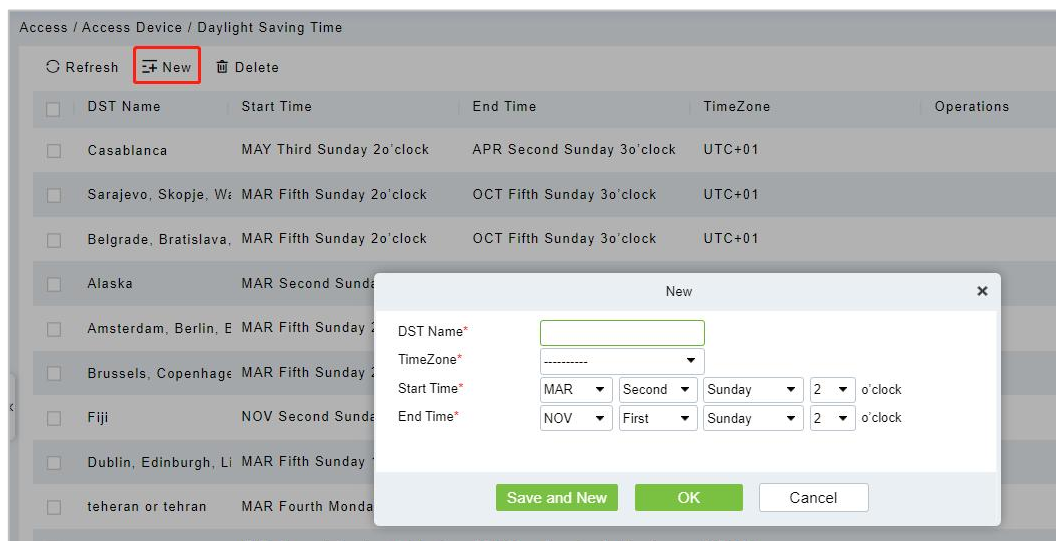 Access / Access Device / Daylight Saving Time
Refresh New Delete
DST Name Start Time End Time TimeZone Operations
Casablanca MAY Third Sunday 2o'clock APR Second Sunday 3o'clock UTC+01
Sarajevo, Skopje, MAR Fifth Sunday 2o'clock OCT Fifth Sunday 3o'clock UTC+01
Belgrade, Bratislava, MAR Fifth Sunday 2o'clock OCT Fifth Sunday 3o'clock UTC+01
Alaska MAR Second Sunda
Amsterdam, Berlin, MAR Fifth Sunday
Brussels, Copenhage MAR Fifth Sunday
Fiji NOV Second Sunda
Dublin, Edinburgh, MAR Fifth Sunday
teheran or tehran MAR Fourth Monda
New
DST Name*
TimeZone* ----------
Start Time* MAR Second Sunday 2 o'clock
End Time* NOV First Sunday 2 o'clock
Save and New OK Cancel